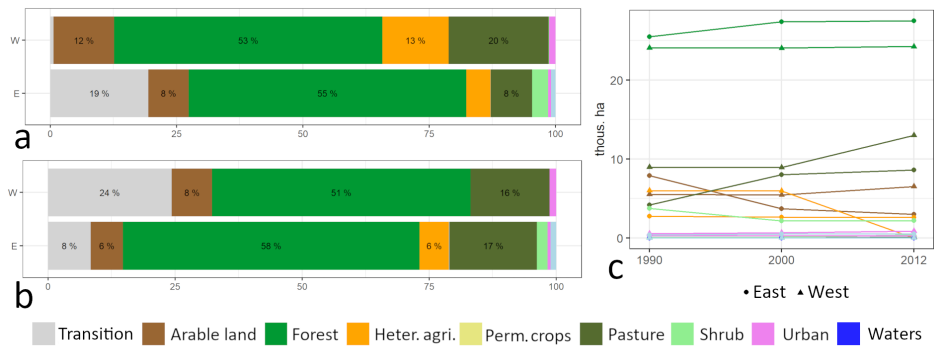 W
12 %
53 %
13 %
20 %
E
19 %
8 %
55 %
8 %
0
25
50
75
100
a
W
24 %
8 %
51 %
16 %
E
8 %
6 %
58 %
6 %
17 %
0
25
50
75
100
b
thous. ha
20
10
0
1990
2000
2012
c
East
West
Transition
Arable land
Forest
Heter. agri.
Perm. crops
Pasture
Shrub
Urban
Waters